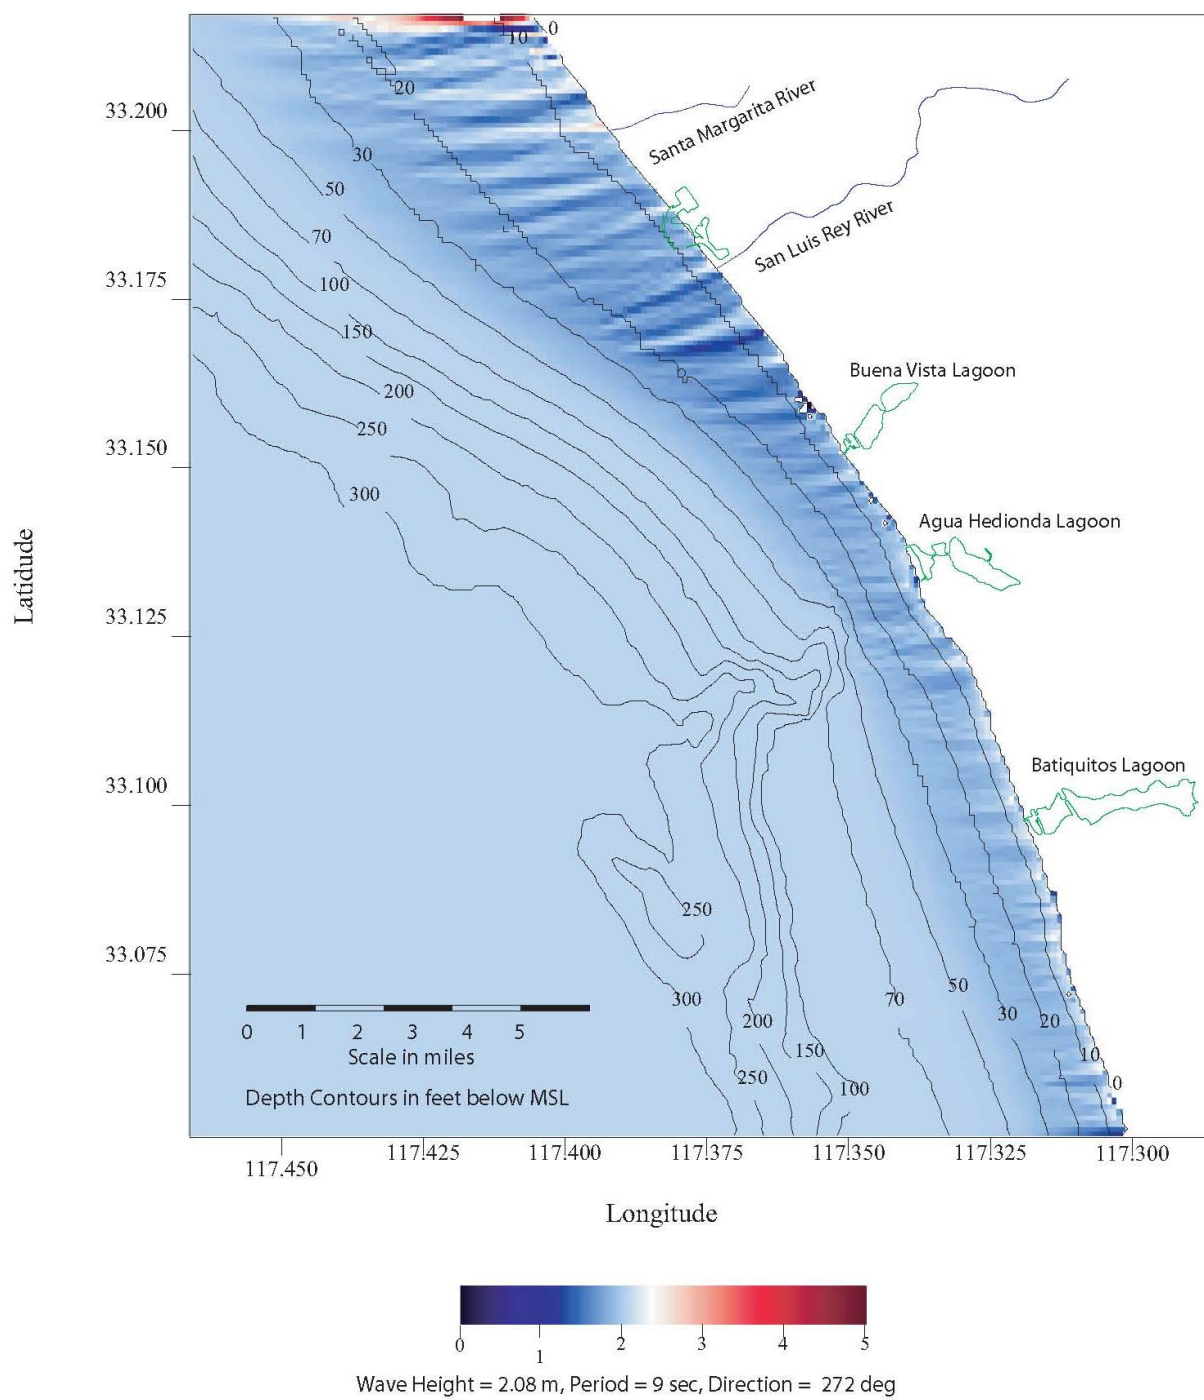 0
10
20
30
50
70
100
150
200
250
300
33.200
33.175
33.150
33.125
33.100
33.075
Latidude
Santa Margarita River
San Luis Rey River
Buena Vista Lagoon
Agua Hedionda Lagoon
Batiquitos Lagoon
250
300
200
150
250
100
70
50
30
20
10
0
0 1 2 3 4 5
Scale in miles
Depth Contours in feet below MSL
117.450 117.425 117.400 117.375 117.350 117.325 117.300
Longitude
0 1 2 3 4 5
Wave Height = 2.08 m, Period = 9 sec, Direction = 272 deg